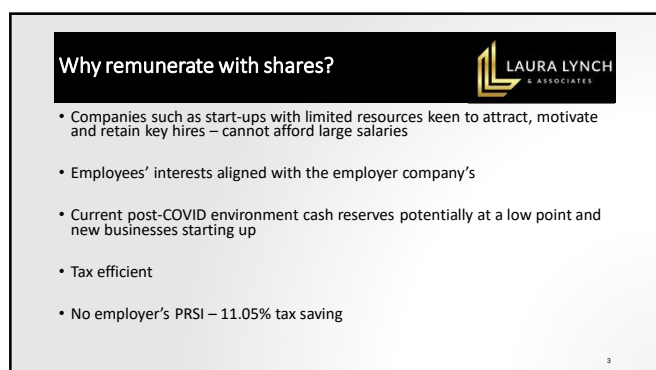 Why remunerate with shares?
LAURA LYNCH
& ASSOCIATES
• Companies such as start-ups with limited resources keen to attract, motivate
and retain key hires – cannot afford large salaries
• Employees’ interests aligned with the employer company’s
• Current post-COVID environment cash reserves potentially at a low point and
new businesses starting up
• Tax efficient
• No employer’s PRSI – 11.05% tax saving
3